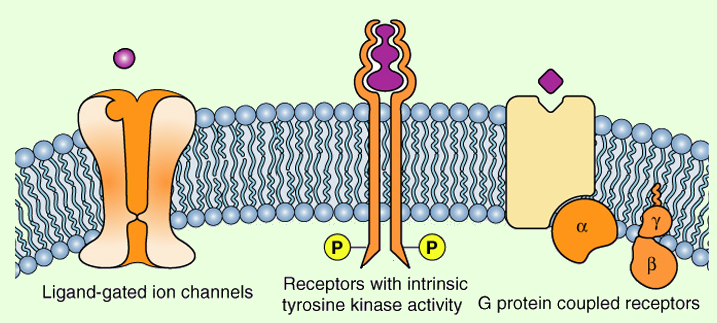 P
P
α
γ
β
Ligand-gated ion channels
Receptors with intrinsic
tyrosine kinase activity
G protein coupled receptors